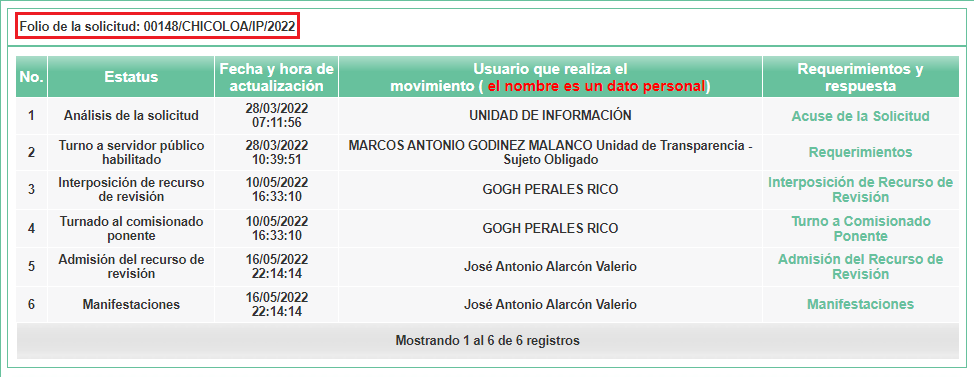 Folio de la solicitud: 00148/CHICOLOA/IP/2022
No. Estatus Fecha y hora de actualización Usuario que realiza el movimiento ( el nombre es un dato personal) Requerimientos y respuesta
1 Análisis de la solicitud 28/03/2022 07:11:56 UNIDAD DE INFORMACIÓN Acuse de la Solicitud
2 Turno a servidor público habilitado 28/03/2022 10:39:51 MARCOS ANTONIO GODINEZ MALANCO Unidad de Transparencia - Sujeto Obligado Requerimientos
3 Interposición de recurso de revisión 10/05/2022 16:33:10 GOGH PERALES RICO Interposición de Recurso de Revisión
4 Turnado al comisionado ponente 10/05/2022 16:33:10 GOGH PERALES RICO Turno a Comisionado Ponente
5 Admisión del recurso de revisión 16/05/2022 22:14:14 José Antonio Alarcón Valerio Admisión del Recurso de Revisión
6 Manifestaciones 16/05/2022 22:14:14 José Antonio Alarcón Valerio Manifestaciones
Mostrando 1 al 6 de 6 registros